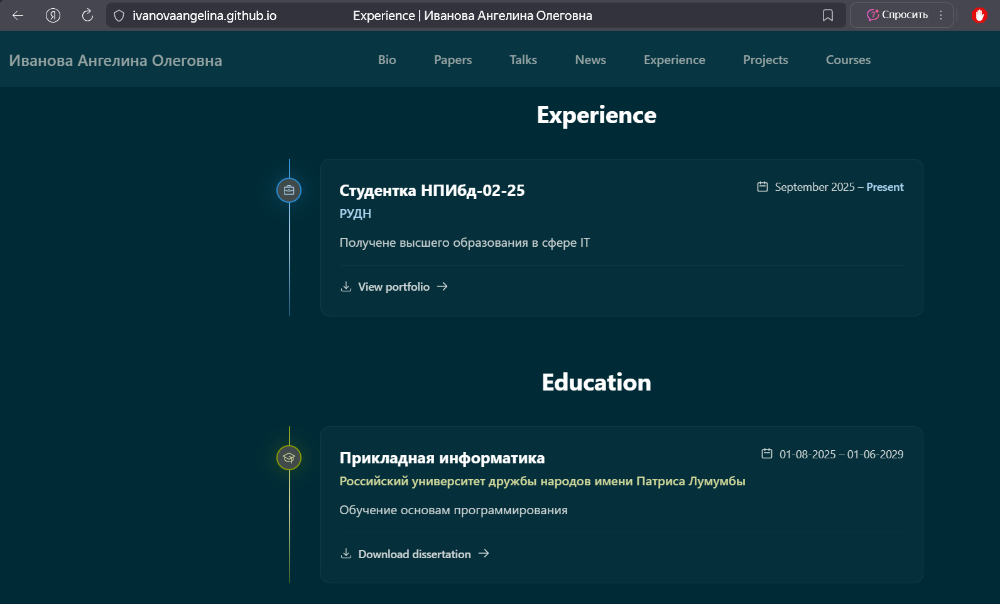 ivanovaangelina.github.io Experience | Иванова Ангелина Олеговна Спросить
Иванова Ангелина Олеговна Bio Papers Talks News Experience Projects Courses
Experience
Студентка НПИбд-02-25 September 2025 – Present
РУДН
Получене высшего образования в сфере IT
View portfolio
Education
Прикладная информатика 01-08-2025 – 01-06-2029
Российский университет дружбы народов имени Патриса Лумумбы
Обучение основам программирования
Download dissertation